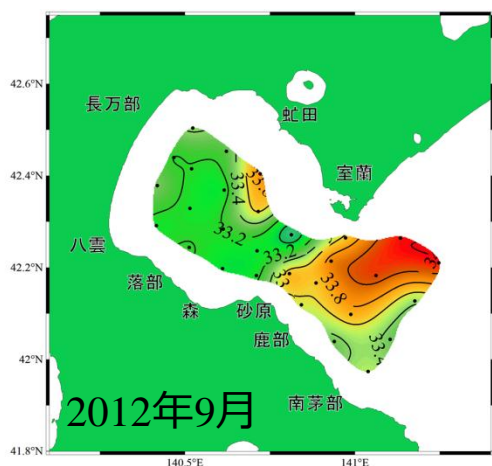 42.6°N
42.4°N
42.2°N
42°N
41.8°N
長万部
虻田
室蘭
八雲
落部
森
砂原
鹿部
南茅部
33.4
33.2
33.2
33
33.8
2012年9月
140.5°E
141°E